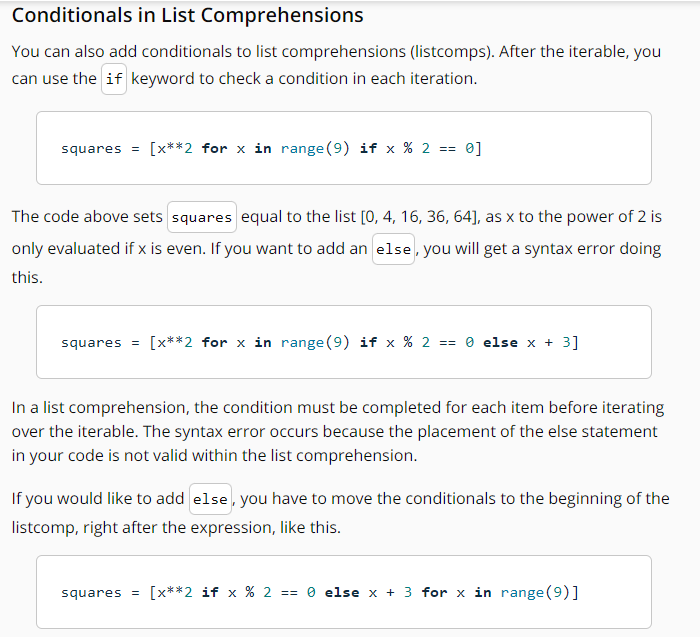 Conditionals in List Comprehensions
You can also add conditionals to list comprehensions (listcomps). After the iterable, you
can use the if keyword to check a condition in each iteration.
squares = [x**2 for x in range(9) if x % 2 == 0]
The code above sets squares equal to the list [0, 4, 16, 36, 64], as x to the power of 2 is
only evaluated if x is even. If you want to add an else, you will get a syntax error doing
this.
squares = [x**2 for x in range(9) if x % 2 == 0 else x + 3]
In a list comprehension, the condition must be completed for each item before iterating
over the iterable. The syntax error occurs because the placement of the else statement
in your code is not valid within the list comprehension.
If you would like to add else, you have to move the conditionals to the beginning of the
listcomp, right after the expression, like this.
squares = [x**2 if x % 2 == 0 else x + 3 for x in range(9)]